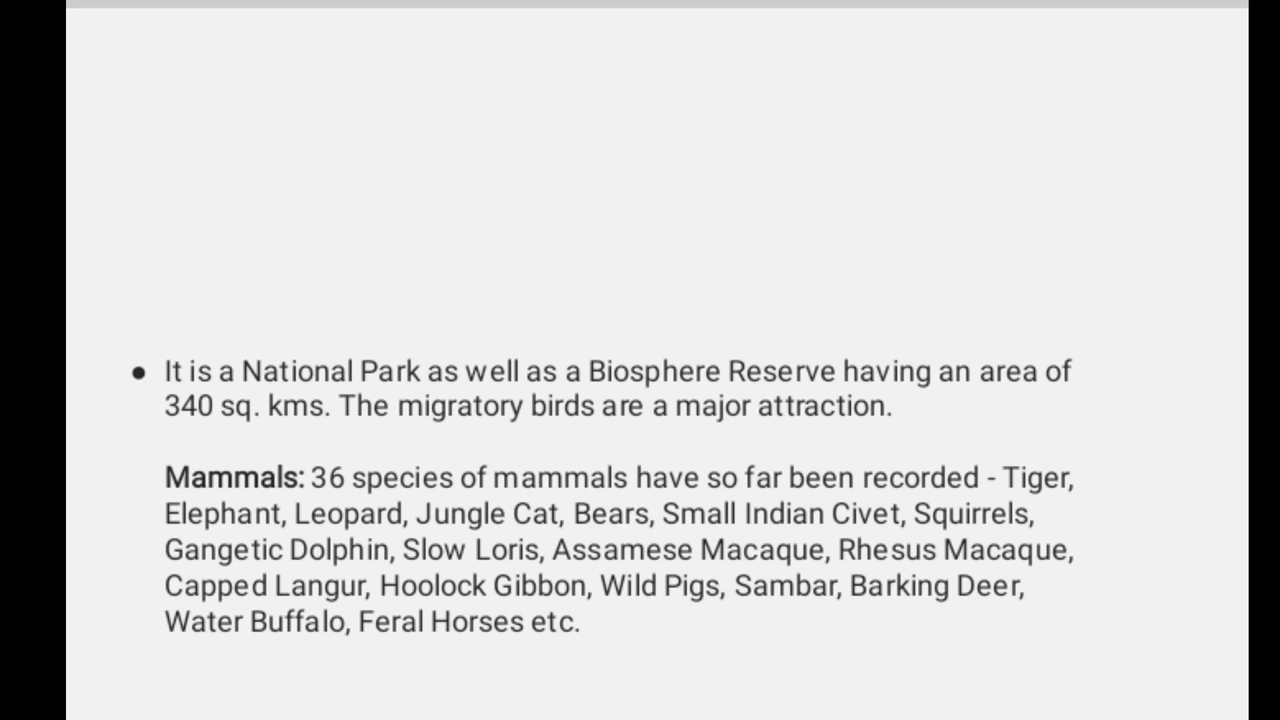 ● It is a National Park as well as a Biosphere Reserve having an area of
340 sq. kms. The migratory birds are a major attraction.
Mammals: 36 species of mammals have so far been recorded - Tiger,
Elephant, Leopard, Jungle Cat, Bears, Small Indian Civet, Squirrels,
Gangetic Dolphin, Slow Loris, Assamese Macaque, Rhesus Macaque,
Capped Langur, Hoolock Gibbon, Wild Pigs, Sambar, Barking Deer,
Water Buffalo, Feral Horses etc.